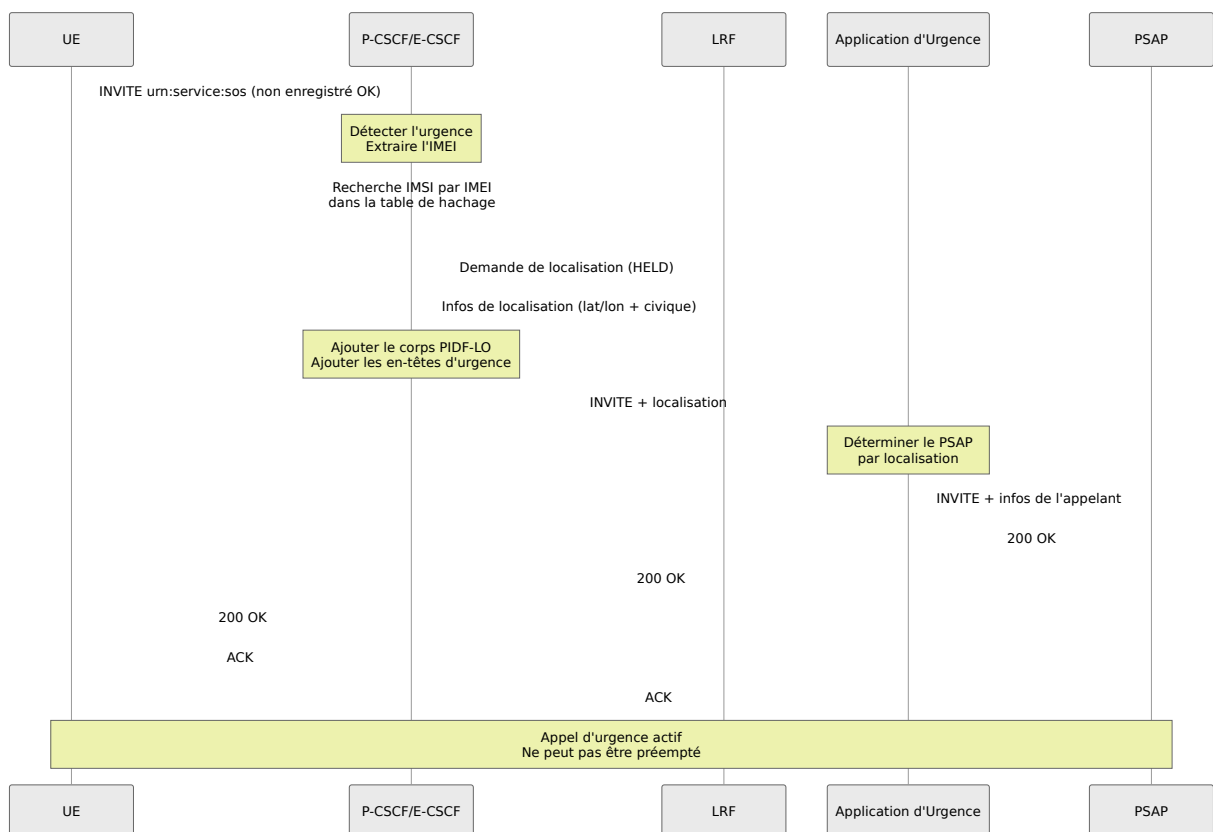 UE
P-CSCF/E-CSCF
LRF
Application d'Urgence
PSAP
INVITE urn:service:sos (non enregistré OK)
Détecter l'urgence
Extraire l'IMEI
Recherche IMSI par IMEI
dans la table de hachage
Demande de localisation (HELD)
Infos de localisation (lat/lon + civique)
Ajouter le corps PIDF-LO
Ajouter les en-têtes d'urgence
INVITE + localisation
Déterminer le PSAP
par localisation
INVITE + infos de l'appelant
200 OK
200 OK
200 OK
ACK
ACK
Appel d'urgence actif
Ne peut pas être préempté
UE
P-CSCF/E-CSCF
LRF
Application d'Urgence
PSAP